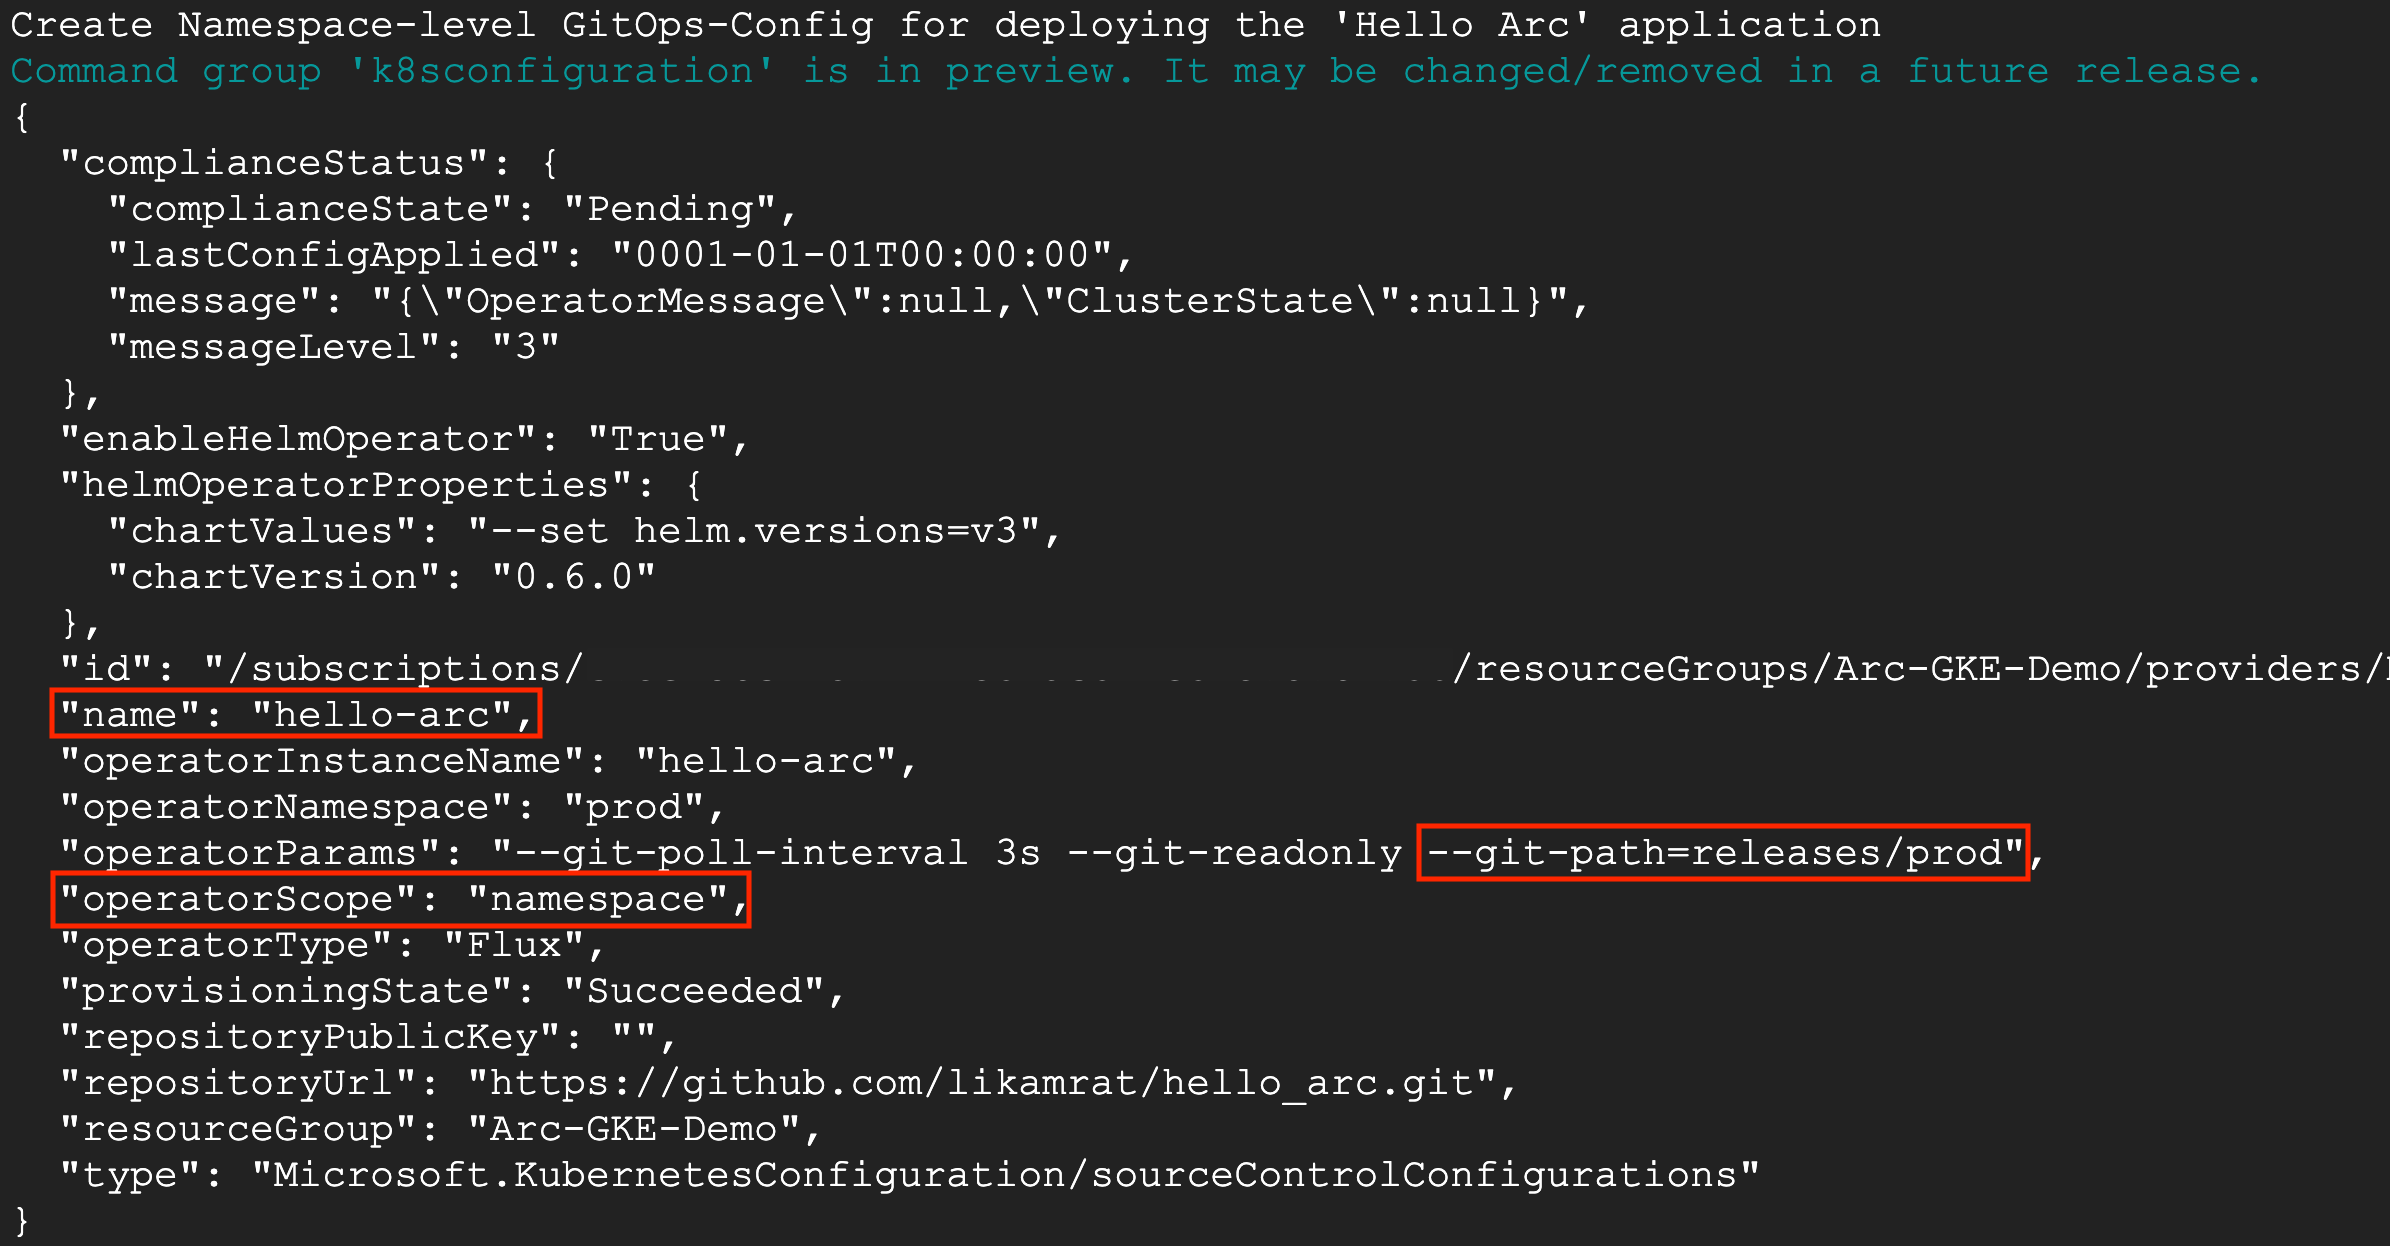 Create Namespace-level GitOps-Config for deploying the 'Hello Arc' application
Command group 'k8sconfiguration' is in preview. It may be changed/removed in a future release.
{
  "complianceStatus": {
    "complianceState": "Pending",
    "lastConfigApplied": "0001-01-01T00:00:00",
    "message": "{\"OperatorMessage\":null,\"ClusterState\":null}",
    "messageLevel": "3"
  },
  "enableHelmOperator": "True",
  "helmOperatorProperties": {
    "chartValues": "--set helm.versions=v3",
    "chartVersion": "0.6.0"
  },
  "id": "/subscriptions/ /resourceGroups/Arc-GKE-Demo/providers/
  "name": "hello-arc",
  "operatorInstanceName": "hello-arc",
  "operatorNamespace": "prod",
  "operatorParams": "--git-poll-interval 3s --git-readonly --git-path=releases/prod",
  "operatorScope": "namespace",
  "operatorType": "Flux",
  "provisioningState": "Succeeded",
  "repositoryPublicKey": "",
  "repositoryUrl": "https://github.com/likamrat/hello_arc.git",
  "resourceGroup": "Arc-GKE-Demo",
  "type": "Microsoft.KubernetesConfiguration/sourceControlConfigurations"
}